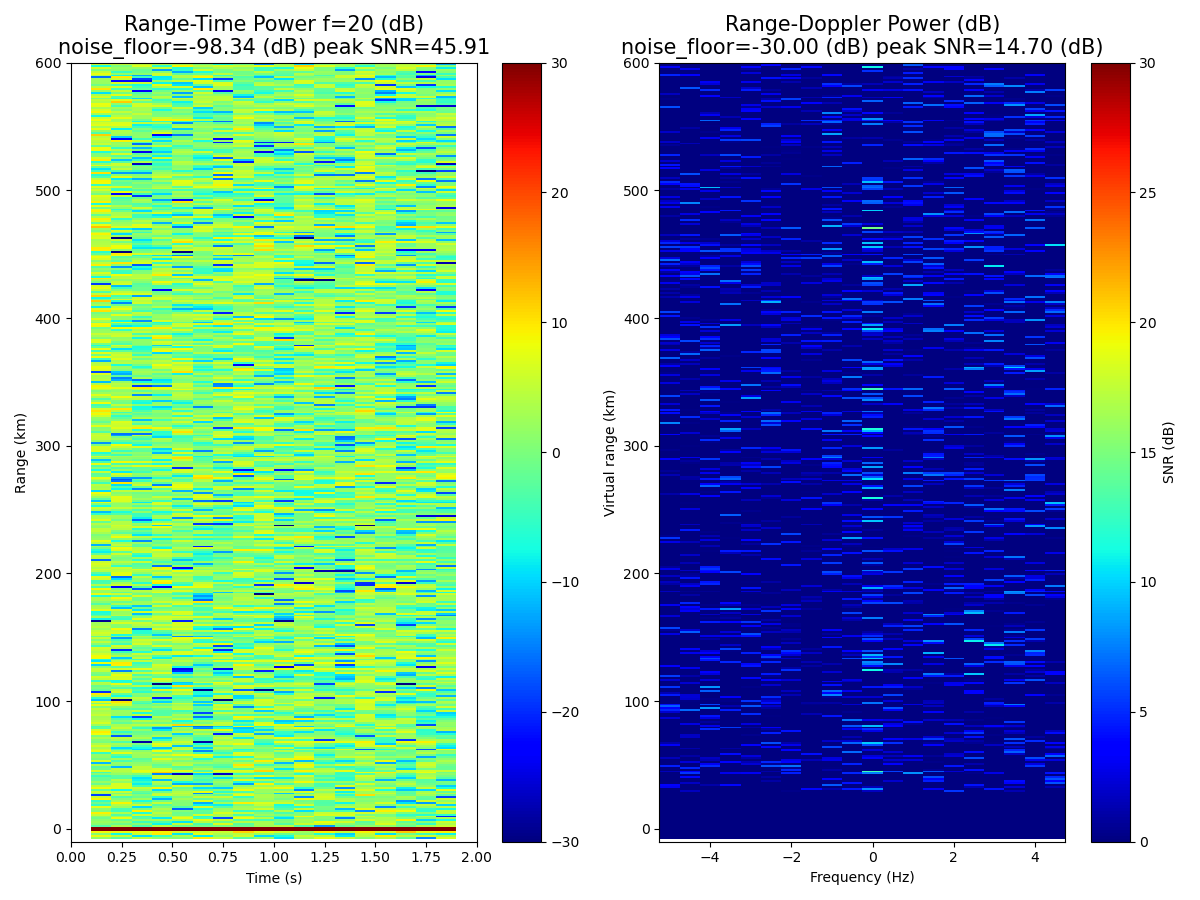 Range-Time Power f=20 (dB)
noise_floor=-98.34 (dB) peak SNR=45.91
Range (km)
600
500
400
300
200
100
0
0.00 0.25 0.50 0.75 1.00 1.25 1.50 1.75 2.00
Time (s)
30
20
10
0
−10
−20
−30
Range-Doppler Power (dB)
noise_floor=-30.00 (dB) peak SNR=14.70 (dB)
Virtual range (km)
600
500
400
300
200
100
0
−4 −2 0 2 4
Frequency (Hz)
30
25
20
15
10
5
0
SNR (dB)